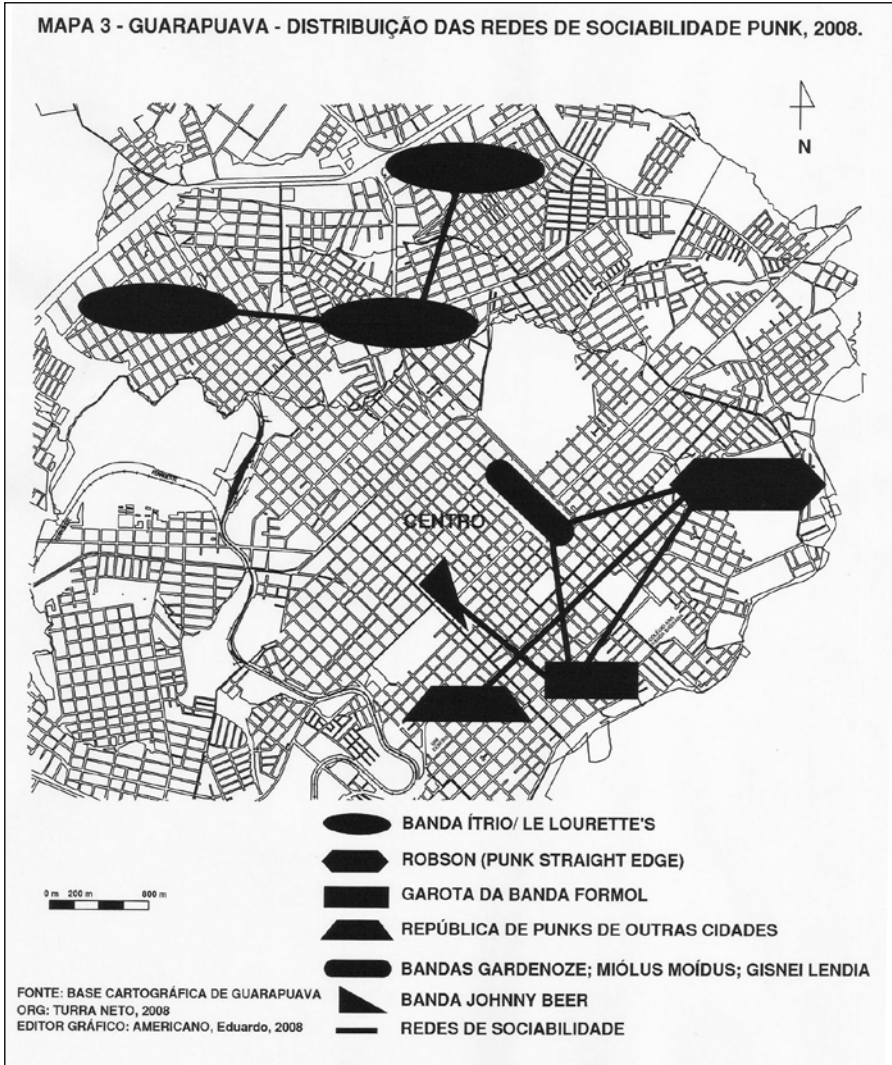 MAPA 3 - GUARAPUAVA - DISTRIBUIÇÃO DAS REDES DE SOCIABILIDADE PUNK, 2008.
N
CENTRO
0 m 200 m 800 m
BANDA ÍTRIO/ LE LOURETTE'S
ROBSON (PUNK STRAIGHT EDGE)
GAROTA DA BANDA FORMOL
REPÚBLICA DE PUNKS DE OUTRAS CIDADES
BANDAS GARDENOZE; MIÓLUS MOÍDUS; GISNEI LENDIA
BANDA JOHNNY BEER
REDES DE SOCIABILIDADE
FONTE: BASE CARTOGRÁFICA DE GUARAPUAVA
ORG: TURRA NETO, 2008
EDITOR GRÁFICO: AMERICANO, Eduardo, 2008